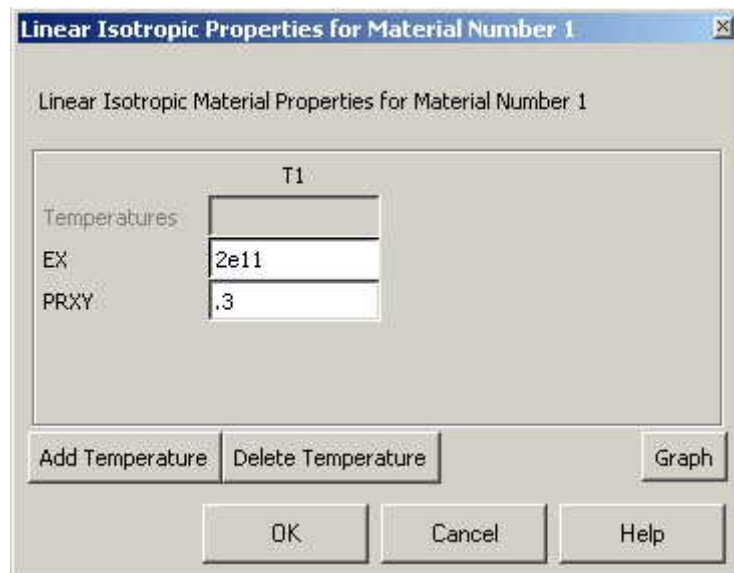 Linear Isotropic Properties for Material Number 1
Linear Isotropic Material Properties for Material Number 1
T1
Temperatures
EX 2e11
PRXY .3
Add Temperature Delete Temperature Graph
OK Cancel Help